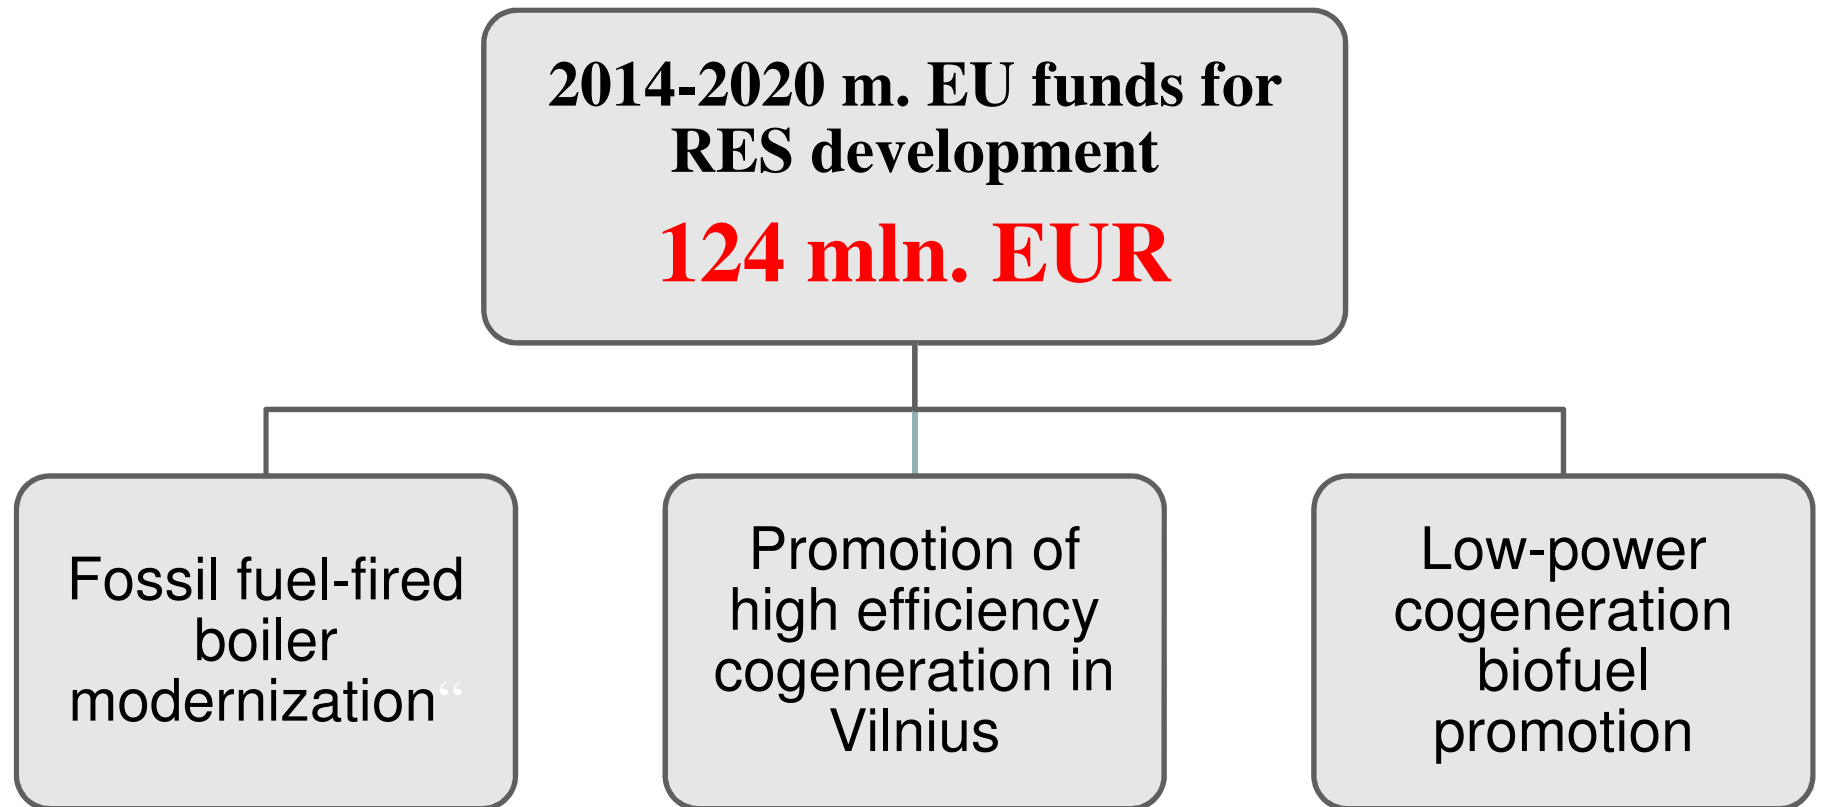 2014-2020 m. EU funds for
RES development
124 mln. EUR
Fossil fuel-fired
boiler
modernization“
Promotion of
high efficiency
cogeneration in
Vilnius
Low-power
cogeneration
biofuel
promotion